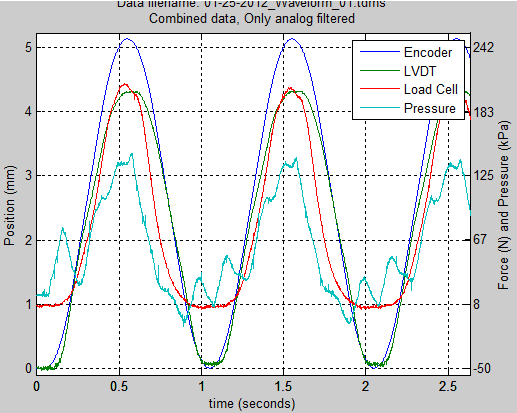 Data filename: 01-25-2012_Waveform_01.tdms
Combined data, Only analog filtered
Encoder
LVDT
Load Cell
Pressure
5
4
3
2
1
0
242
183
125
67
8
-50
0
0.5
1
1.5
2
2.5
Position (mm)
Force (N) and Pressure (kPa)
time (seconds)